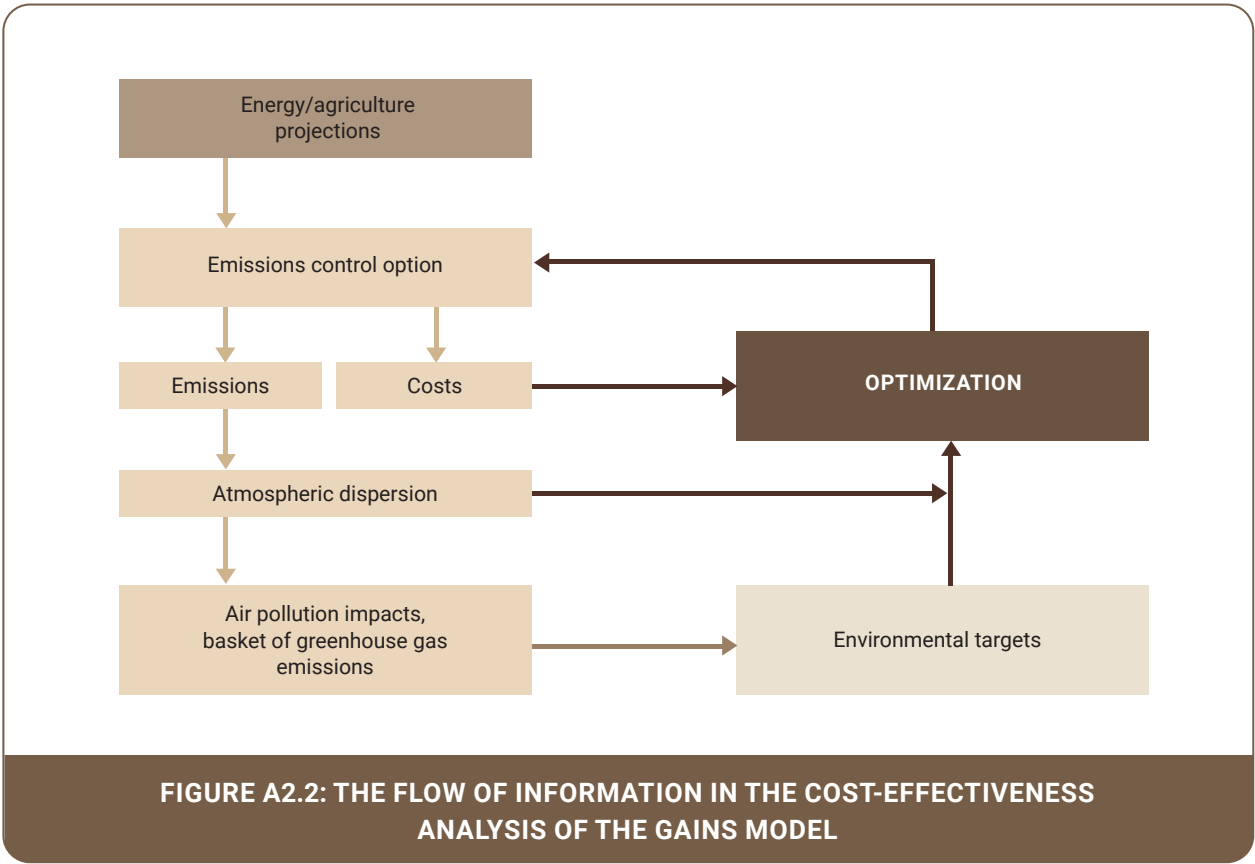 Energy/agriculture
projections
Emissions control option
Emissions
Costs
OPTIMIZATION
Atmospheric dispersion
Air pollution impacts,
basket of greenhouse gas
emissions
Environmental targets
FIGURE A2.2: THE FLOW OF INFORMATION IN THE COST-EFFECTIVENESS
ANALYSIS OF THE GAINS MODEL